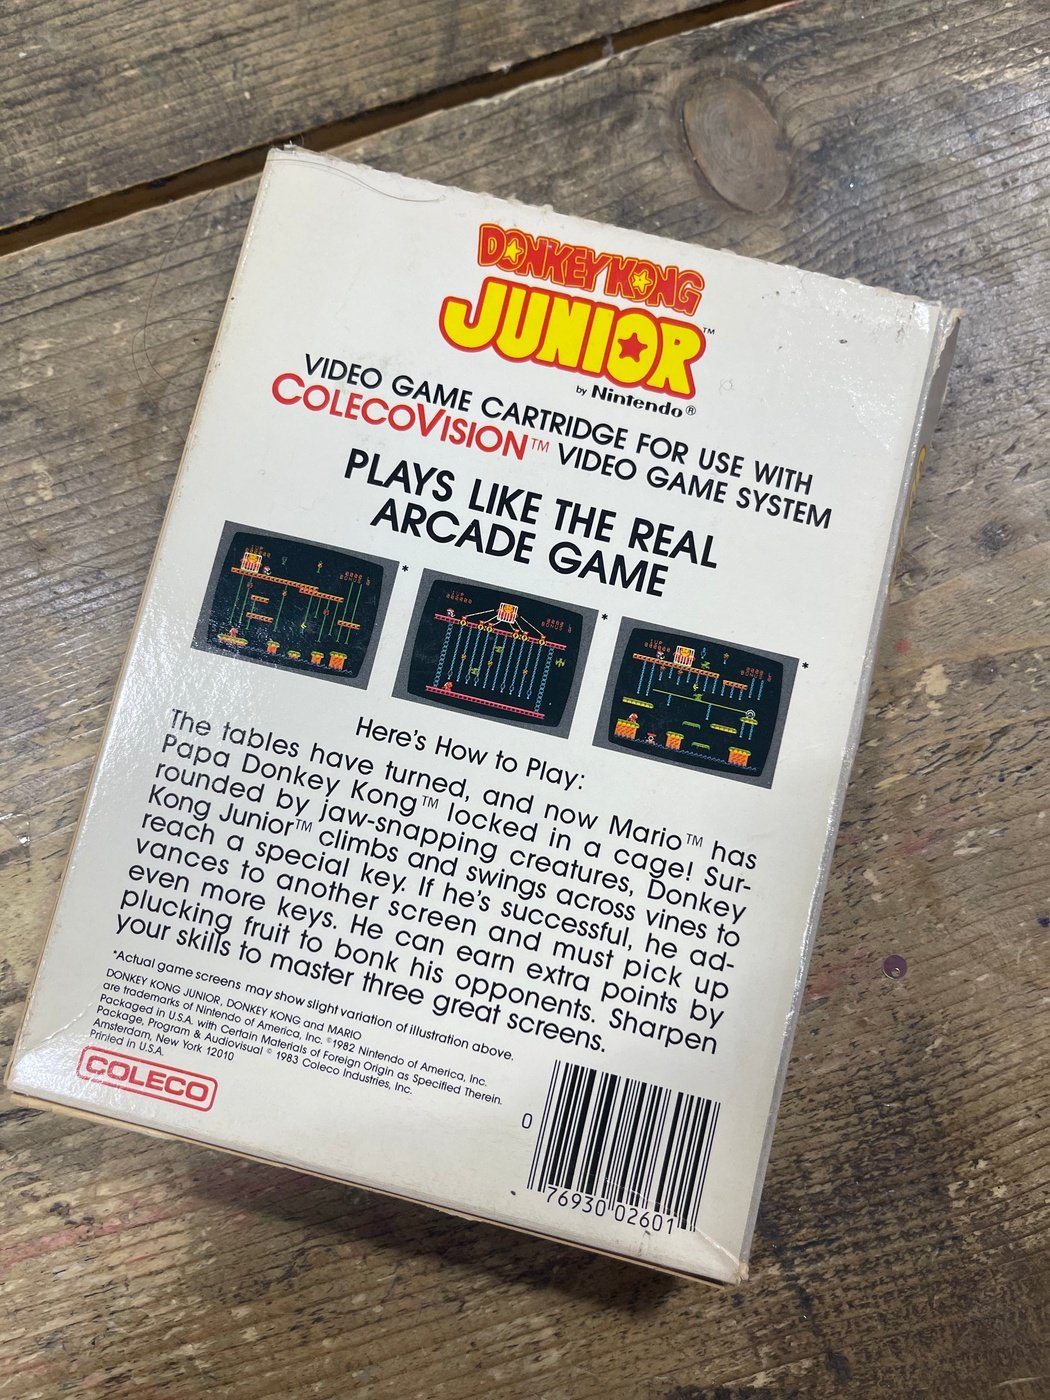 DONKEY KONG
JUNIOR™
by Nintendo®
VIDEO GAME CARTRIDGE FOR USE WITH
COLECOVISION™ VIDEO GAME SYSTEM
PLAYS LIKE THE REAL
ARCADE GAME
* * *
Here's How to Play:
The tables have turned, and now Mario™ has
Papa Donkey Kong™ locked in a cage! Sur-
rounded by jaw-snapping creatures, Donkey
Kong Junior™ climbs and swings across vines to
reach a special key. If he's successful, he ad-
vances to another screen and must pick up
even more keys. He can earn extra points by
plucking fruit to bonk his opponents. Sharpen
your skills to master three great screens.
*Actual game screens may show slight variation of illustration above.
DONKEY KONG JUNIOR, DONKEY KONG and MARIO
are trademarks of Nintendo of America, Inc. ©1982 Nintendo of America, Inc.
Packaged in U.S.A. with Certain Materials of Foreign Origin as Specified Therein.
Package, Program & Audiovisual © 1983 Coleco Industries, Inc.
Amsterdam, New York 12010
Printed in U.S.A.
COLECO
0 76930 02601